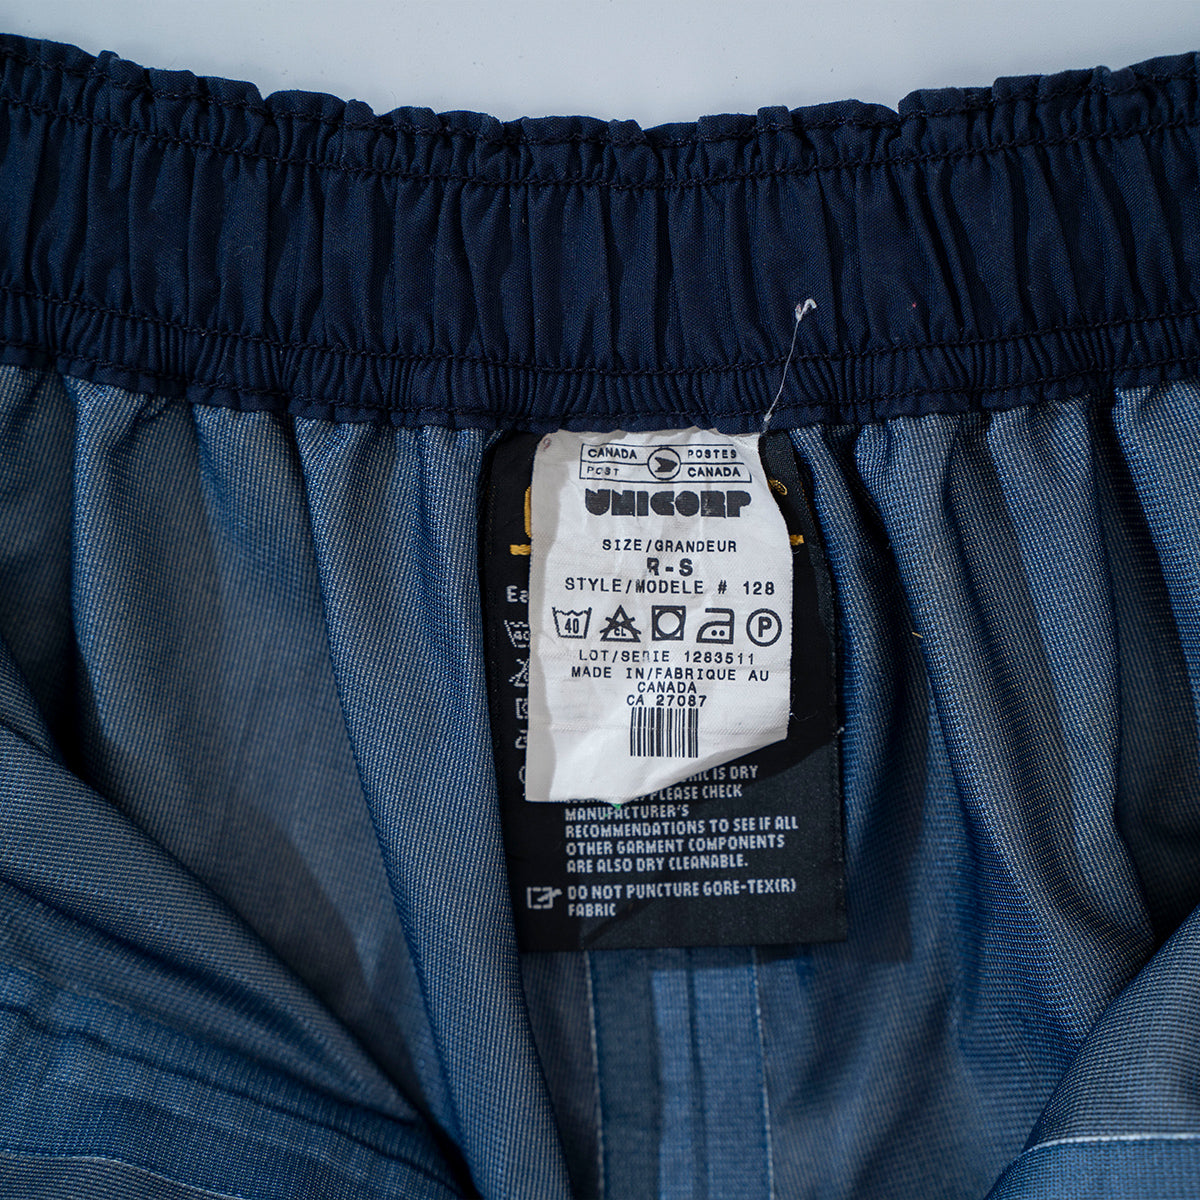 CANADA POSTES
POST CANADA
UNICORP
SIZE/GRANDEUR
R-S
STYLE/MODELE # 128
40 CL P
LOT/SERIE 1283511
MADE IN/FABRIQUE AU
CANADA
CA 27087
IS DRY
PLEASE CHECK
MANUFACTURER'S
RECOMMENDATIONS TO SEE IF ALL
OTHER GARMENT COMPONENTS
ARE ALSO DRY CLEANABLE.
DO NOT PUNCTURE GORE-TEX(R)
FABRIC